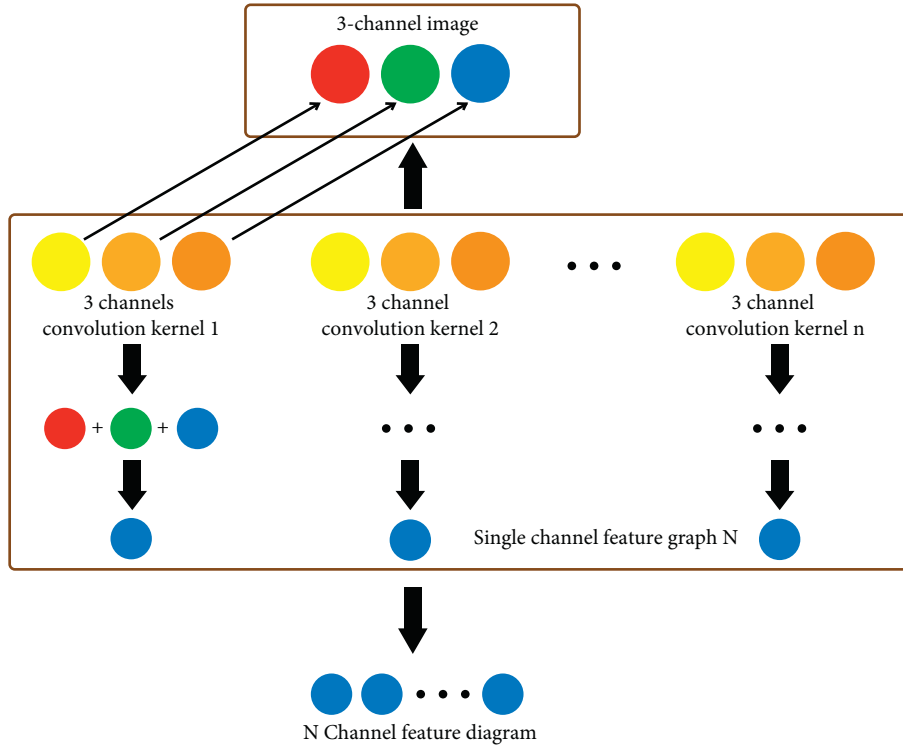 3-channel image
3 channels
convolution kernel 1
3 channel
convolution kernel 2
3 channel
convolution kernel n
+ +
Single channel feature graph N
N Channel feature diagram